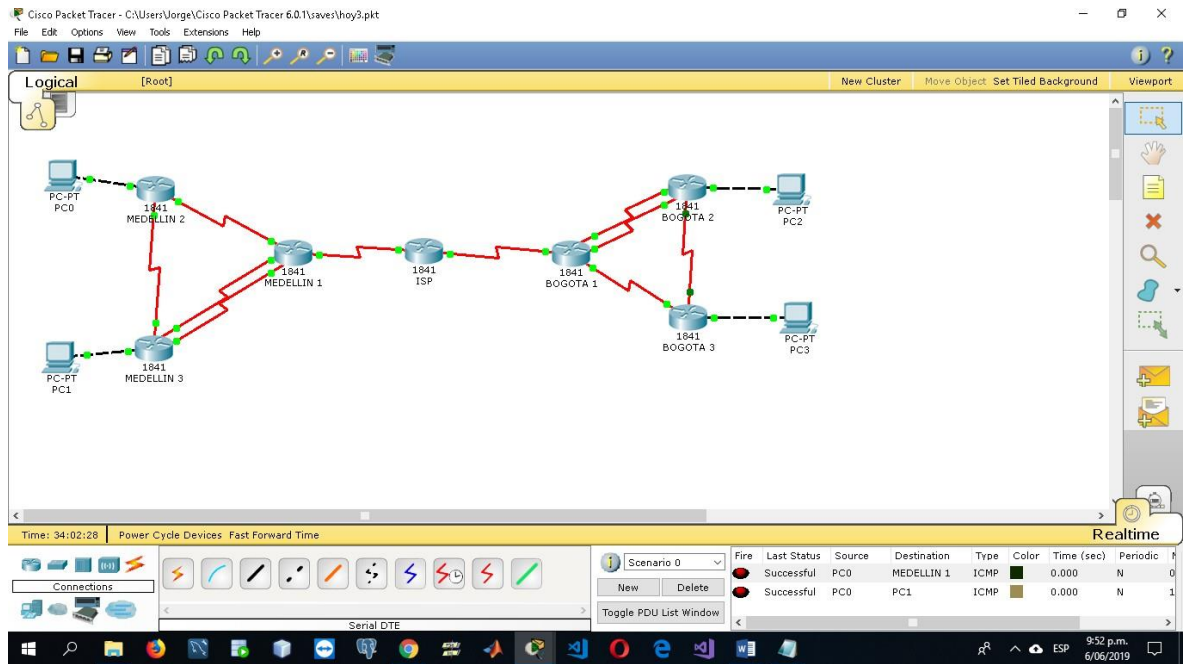 Cisco Packet Tracer - C:\Users\Jorge\Cisco Packet Tracer 6.0.1\saves\hoy3.pkt
File Edit Options View Tools Extensions Help
Logical [Root] New Cluster Move Object Set Tiled Background Viewport
PC-PT
PC0
1841
MEDELLIN 2
1841
MEDELLIN 1
1841
ISP
1841
BOGOTA 1
1841
BOGOTA 2
PC-PT
PC2
1841
BOGOTA 3
PC-PT
PC3
PC-PT
PC1
1841
MEDELLIN 3
Time: 34:02:28 Power Cycle Devices Fast Forward Time Realtime
Connections
Serial DTE
Scenario 0
New Delete
Toggle PDU List Window
Fire Last Status Source Destination Type Color Time (sec) Periodic
Successful PC0 MEDELLIN 1 ICMP 0.000 N 0
Successful PC0 PC1 ICMP 0.000 N 1
ESP
9:52 p.m.
6/06/2019